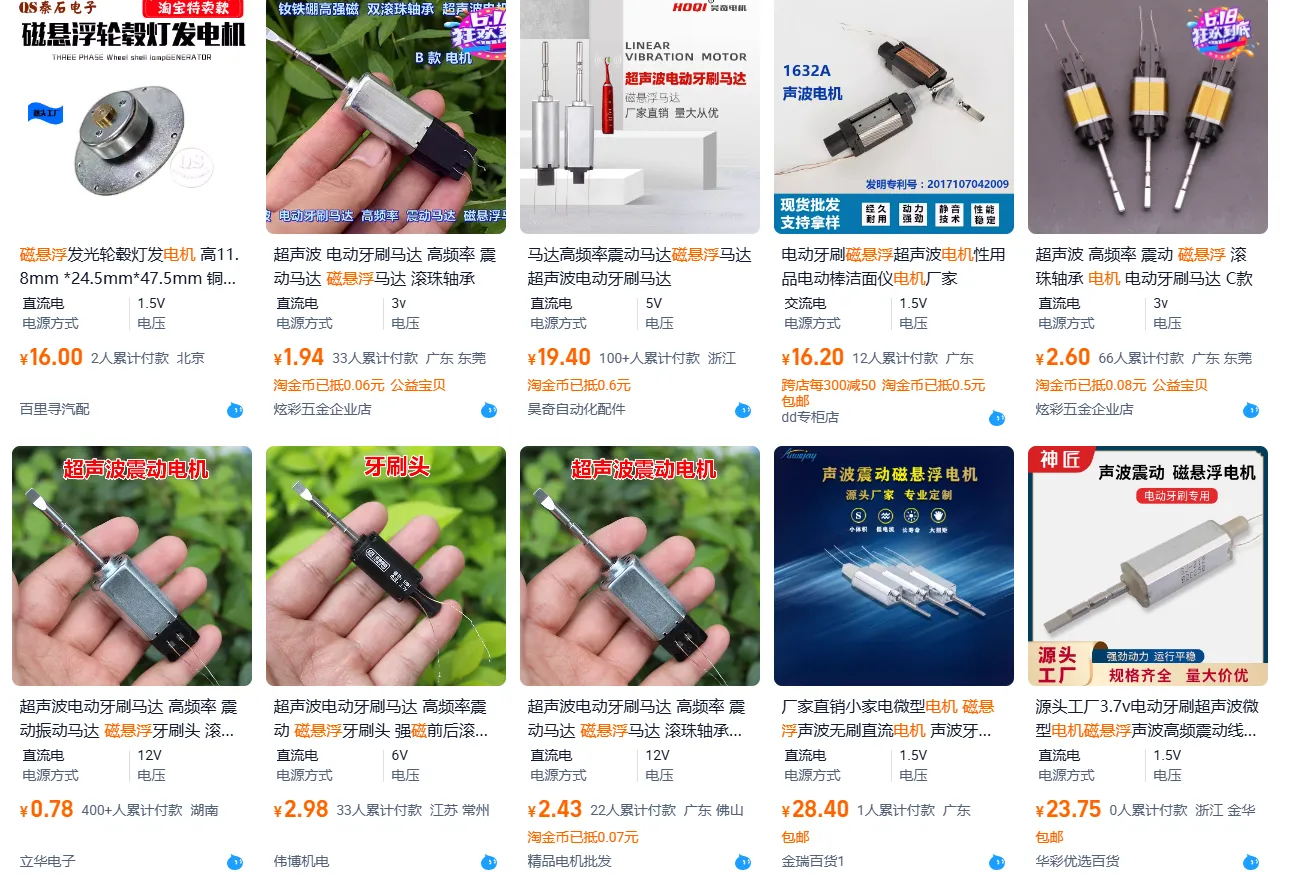 QS泰石电子
淘宝特卖款
磁悬浮轮毂灯发电机
THREE PHASE Wheel shell lampGENERATOR
源头工厂
QS
磁悬浮发光轮毂灯发电机 高11.
8mm *24.5mm*47.5mm 铜...
直流电
1.5V
电源方式
电压
¥16.00 2人累计付款 北京
百里寻汽配
钕铁硼高强磁 双滚珠轴承 超声波电机
6.18
狂欢到底
B 款 电机
波 电动牙刷马达 高频率 震动马达 磁悬浮马
超声波 电动牙刷马达 高频率 震
动马达 磁悬浮马达 滚珠轴承
直流电
3v
电源方式
电压
¥1.94 33人累计付款 广东 东莞
淘金币已抵0.06元 公益宝贝
炫彩五金企业店
HOQI 昊奇电机
LINEAR
VIBRATION MOTOR
超声波电动牙刷马达
磁悬浮马达
厂家直销 量大从优
马达高频率震动马达磁悬浮马达
超声波电动牙刷马达
直流电
5V
电源方式
电压
¥19.40 100+人累计付款 浙江
淘金币已抵0.6元
昊奇自动化配件
1632A
声波电机
发明专利号：2017107042009
现货批发
支持拿样
经久
耐用
动力
强劲
静音
技术
性能
稳定
电动牙刷磁悬浮超声波电机性用
品电动棒洁面仪电机厂家
交流电
1.5V
电源方式
电压
¥16.20 12人累计付款 广东
跨店每300减50 淘金币已抵0.5元
包邮
dd专柜店
6.18
狂欢到底
超声波 高频率 震动 磁悬浮 滚
珠轴承 电机 电动牙刷马达 C款
直流电
3v
电源方式
电压
¥2.60 66人累计付款 广东 东莞
淘金币已抵0.08元 公益宝贝
炫彩五金企业店
超声波震动电机
超声波电动牙刷马达 高频率 震
动振动马达 磁悬浮牙刷头 滚...
直流电
12V
电源方式
电压
¥0.78 400+人累计付款 湖南
立华电子
牙刷头
超声波电动牙刷马达 高频率震
动 磁悬浮牙刷头 强磁前后滚...
直流电
6V
电源方式
电压
¥2.98 33人累计付款 江苏 常州
伟博机电
超声波震动电机
超声波电动牙刷马达 高频率 震
动马达 磁悬浮马达 滚珠轴承...
直流电
12V
电源方式
电压
¥2.43 22人累计付款 广东 佛山
淘金币已抵0.07元
精品电机批发
声波震动磁悬浮电机
源头厂家 专业定制
小体积
低电流
长寿命
大扭矩
厂家直销小家电微型电机 磁悬
浮声波无刷直流电机 声波牙...
直流电
1.5V
电源方式
电压
¥28.40 1人累计付款 广东
包邮
金瑞百货1
神匠
声波震动 磁悬浮电机
电动牙刷专用
源头
工厂
强劲动力 运行平稳
规格齐全 量大价优
源头工厂3.7v电动牙刷超声波微
型电机磁悬浮声波高频震动线...
直流电
1.5V
电源方式
电压
¥23.75 0人累计付款 浙江 金华
包邮
华彩优选百货